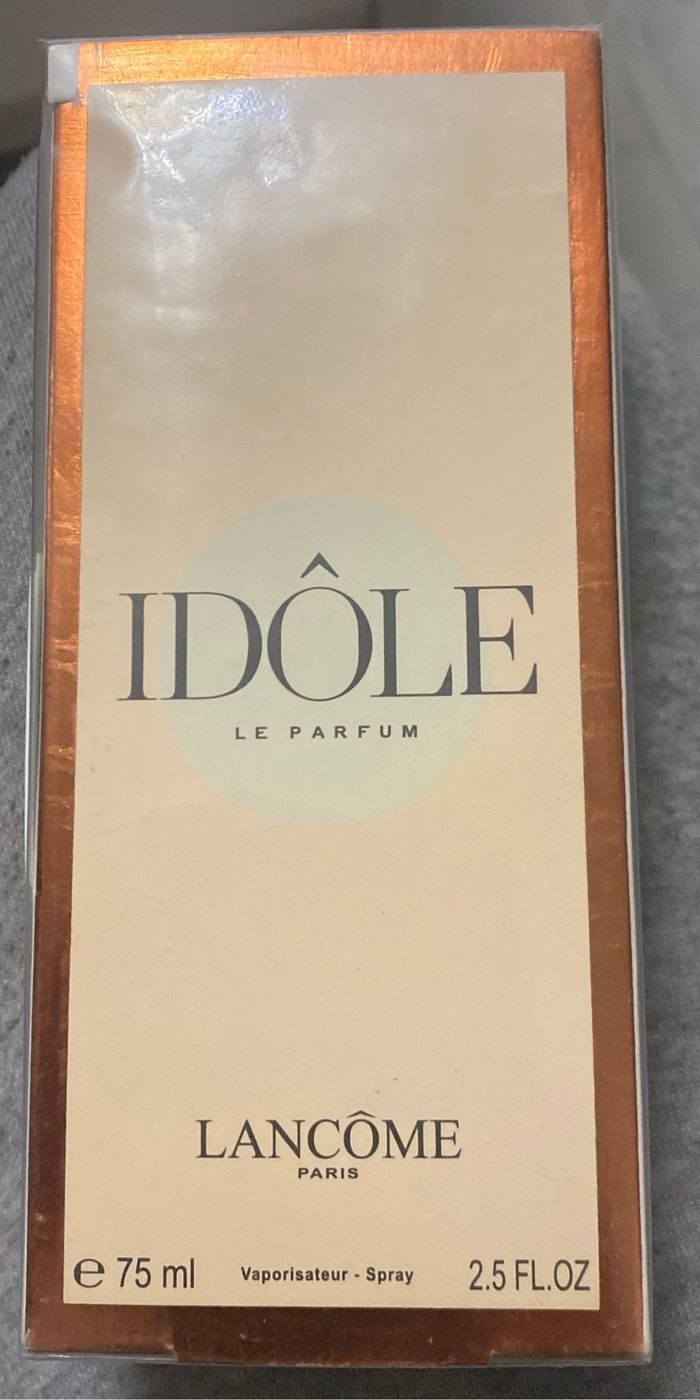 IDÔLE
LE PARFUM
LANCÔME
PARIS
℮ 75 ml Vaporisateur - Spray 2.5 FL.OZ